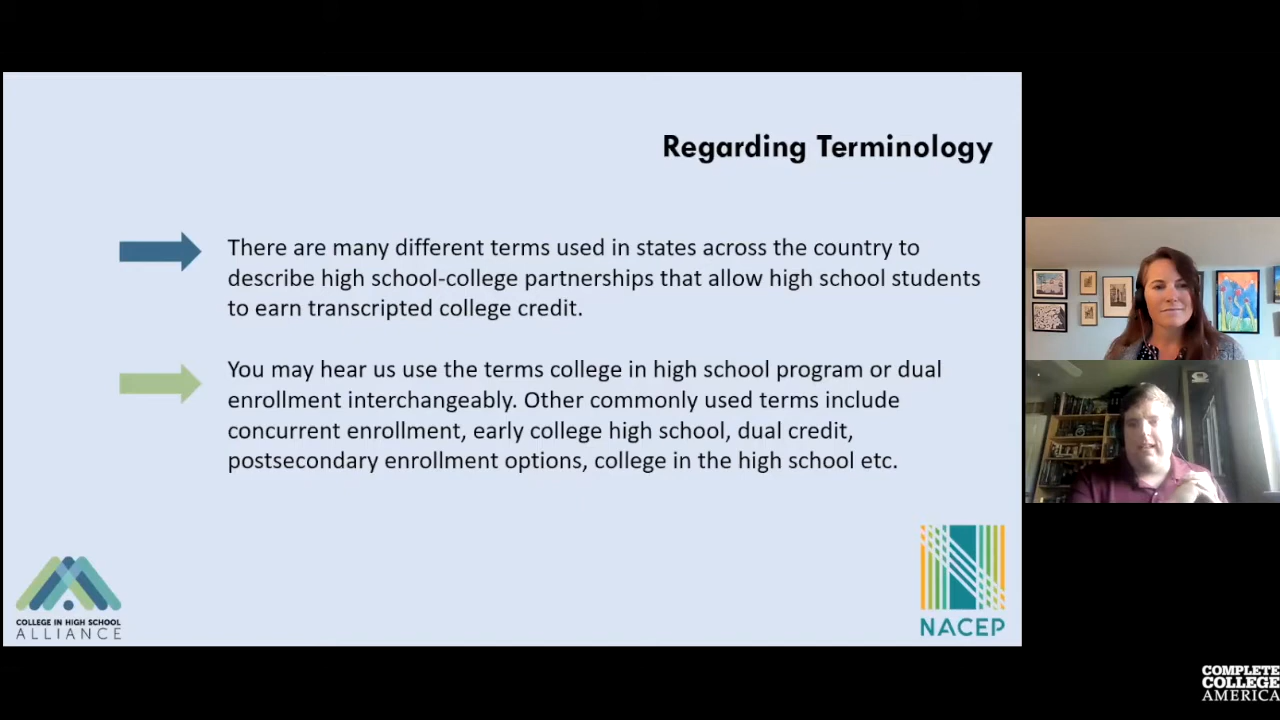 Regarding Terminology
There are many different terms used in states across the country to
describe high school-college partnerships that allow high school students
to earn transcripted college credit.
You may hear us use the terms college in high school program or dual
enrollment interchangeably. Other commonly used terms include
concurrent enrollment, early college high school, dual credit,
postsecondary enrollment options, college in the high school etc.
COLLEGE IN HIGH SCHOOL
ALLIANCE
NACEP
COMPLETE
COLLEGE
AMERICA